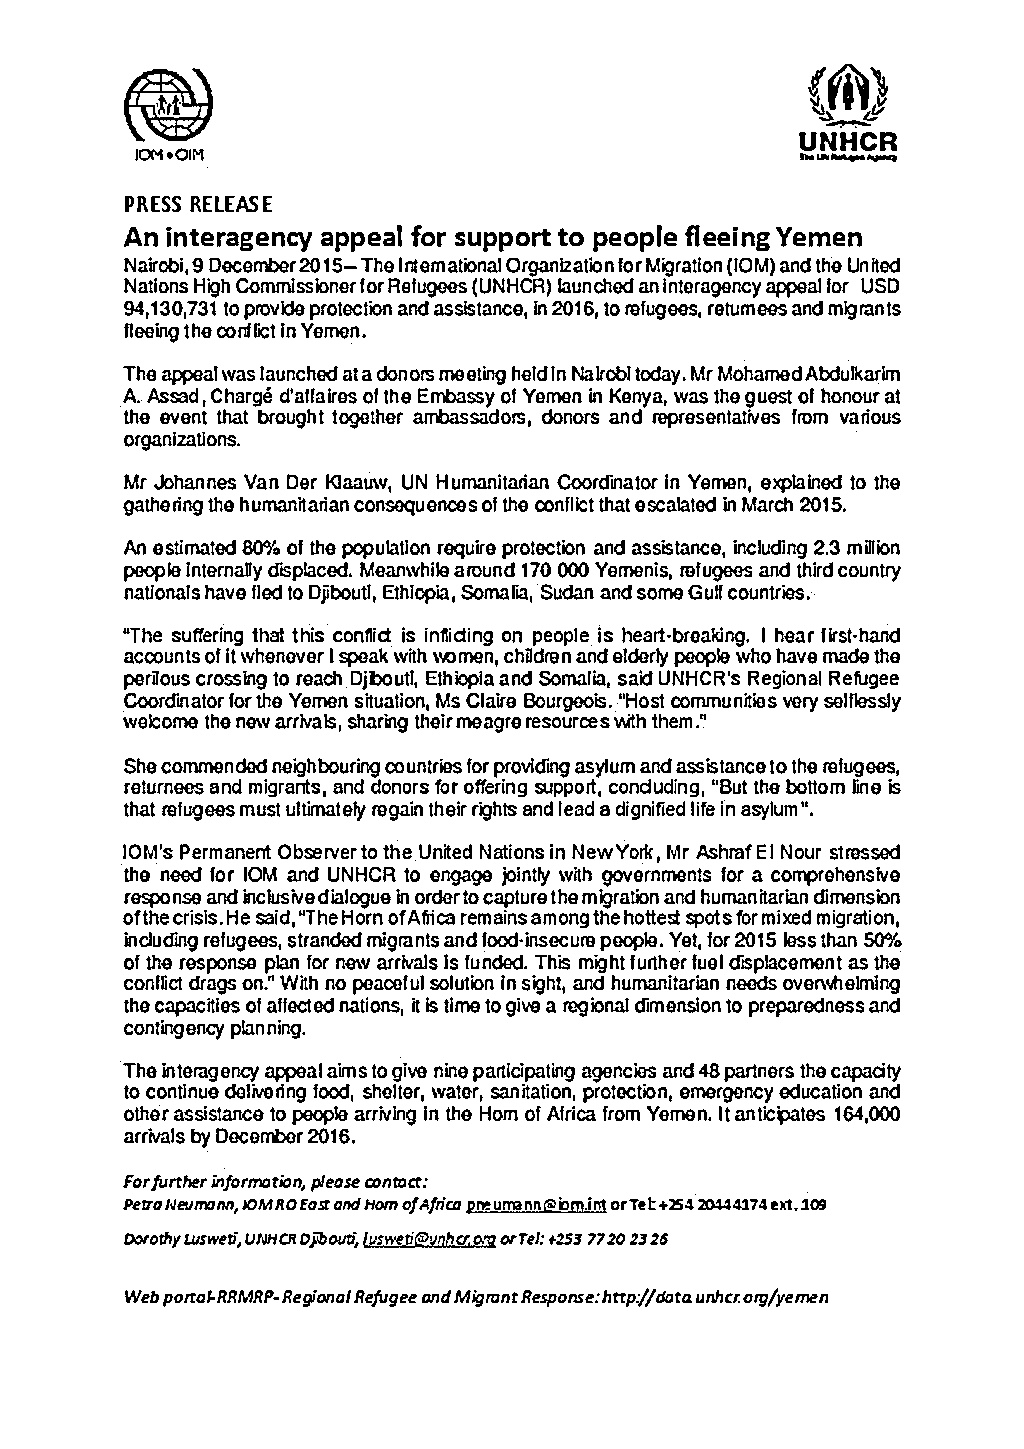 IOM • OIM
UNHCR
The UN Refugee Agency
PRESS RELEASE
An interagency appeal for support to people fleeing Yemen
Nairobi, 9 December 2015– The International Organization for Migration (IOM) and the United
Nations High Commissioner for Refugees (UNHCR) launched an interagency appeal for USD
94,130,731 to provide protection and assistance, in 2016, to refugees, returnees and migrants
fleeing the conflict in Yemen.
The appeal was launched at a donors meeting held in Nairobi today. Mr Mohamed Abdulkarim
A. Assad, Chargé d'affaires of the Embassy of Yemen in Kenya, was the guest of honour at
the event that brought together ambassadors, donors and representatives from various
organizations.
Mr Johannes Van Der Klaauw, UN Humanitarian Coordinator in Yemen, explained to the
gathering the humanitarian consequences of the conflict that escalated in March 2015.
An estimated 80% of the population require protection and assistance, including 2.3 million
people internally displaced. Meanwhile around 170 000 Yemenis, refugees and third country
nationals have fled to Djibouti, Ethiopia, Somalia, Sudan and some Gulf countries.
"The suffering that this conflict is inflicting on people is heart-breaking. I hear first-hand
accounts of it whenever I speak with women, children and elderly people who have made the
perilous crossing to reach Djibouti, Ethiopia and Somalia, said UNHCR's Regional Refugee
Coordinator for the Yemen situation, Ms Claire Bourgeois. "Host communities very selflessly
welcome the new arrivals, sharing their meagre resources with them."
She commended neighbouring countries for providing asylum and assistance to the refugees,
returnees and migrants, and donors for offering support, concluding, "But the bottom line is
that refugees must ultimately regain their rights and lead a dignified life in asylum".
IOM's Permanent Observer to the United Nations in New York, Mr Ashraf El Nour stressed
the need for IOM and UNHCR to engage jointly with governments for a comprehensive
response and inclusive dialogue in order to capture the migration and humanitarian dimension
of the crisis. He said, "The Horn of Africa remains among the hottest spots for mixed migration,
including refugees, stranded migrants and food-insecure people. Yet, for 2015 less than 50%
of the response plan for new arrivals is funded. This might further fuel displacement as the
conflict drags on." With no peaceful solution in sight, and humanitarian needs overwhelming
the capacities of affected nations, it is time to give a regional dimension to preparedness and
contingency planning.
The interagency appeal aims to give nine participating agencies and 48 partners the capacity
to continue delivering food, shelter, water, sanitation, protection, emergency education and
other assistance to people arriving in the Horn of Africa from Yemen. It anticipates 164,000
arrivals by December 2016.
For further information, please contact:
Petra Neumann, IOM RO East and Horn of Africa pneumann@iom.int or Tel: +254 20444174 ext. 109
Dorothy Lusweti, UNHCR Djibouti, lusweti@unhcr.org or Tel: +253 77 20 23 26
Web portal-RRMRP- Regional Refugee and Migrant Response: http://data.unhcr.org/yemen